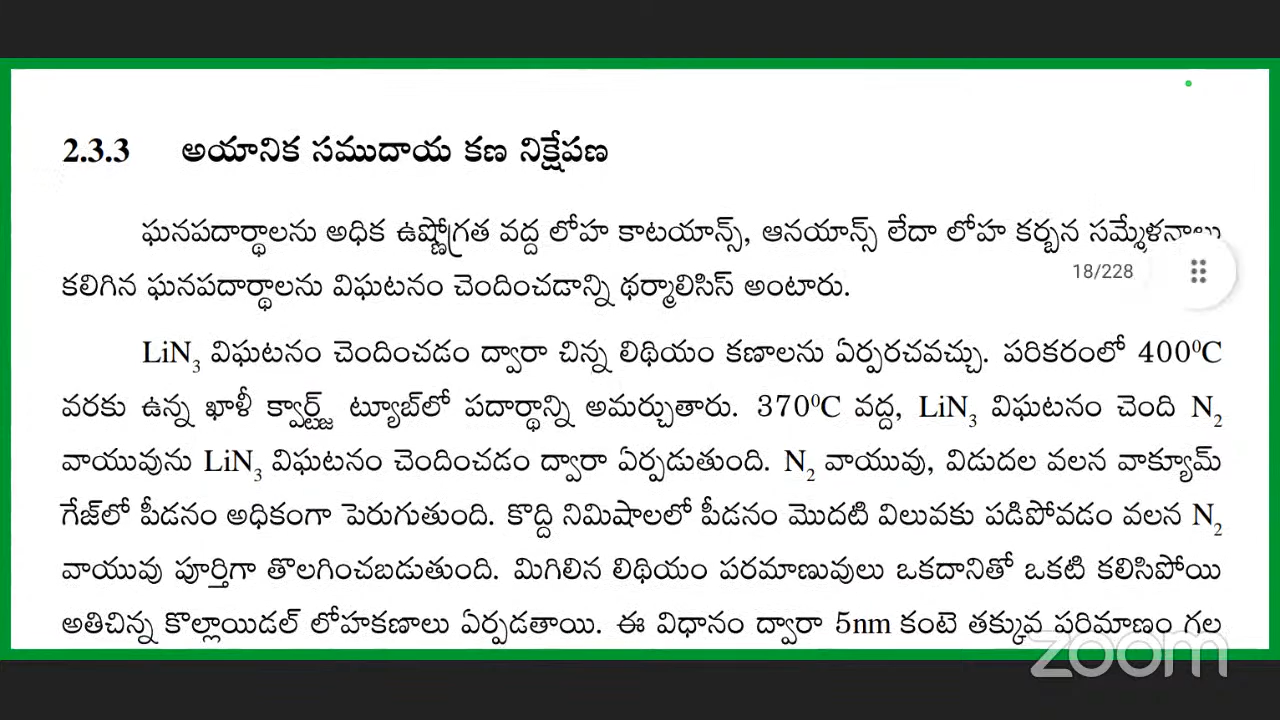 2.3.3 అయానిక సముదాయ కణ నిక్షేపణ
ఘనపదార్థాలను అధిక ఉష్ణోగ్రత వద్ద లోహ కాటయాన్స్, ఆనయాన్స్ లేదా లోహ కర్బన సమ్మేళనాలు
18/228
కలిగిన ఘనపదార్థాలను విఘటనం చెందించడాన్ని థర్మాలిసిస్ అంటారు.
LiN₃ విఘటనం చెందించడం ద్వారా చిన్న లిథియం కణాలను ఏర్పరచవచ్చు. పరికరంలో 400⁰C
వరకు ఉన్న ఖాళీ క్వార్ట్జ్ ట్యూబ్‌లో పదార్థాన్ని అమర్చుతారు. 370⁰C వద్ద, LiN₃ విఘటనం చెంది N₂
వాయువును LiN₃ విఘటనం చెందించడం ద్వారా ఏర్పడుతుంది. N₂ వాయువు, విడుదల వలన వాక్యూమ్
గేజ్‌లో పీడనం అధికంగా పెరుగుతుంది. కొద్ది నిమిషాలలో పీడనం మొదటి విలువకు పడిపోవడం వలన N₂
వాయువు పూర్తిగా తొలగించబడుతుంది. మిగిలిన లిథియం పరమాణువులు ఒకదానితో ఒకటి కలిసిపోయి
అతిచిన్న కొల్లాయిడల్ లోహకణాలు ఏర్పడతాయి. ఈ విధానం ద్వారా 5nm కంటె తక్కువ పరిమాణం గల
zoom